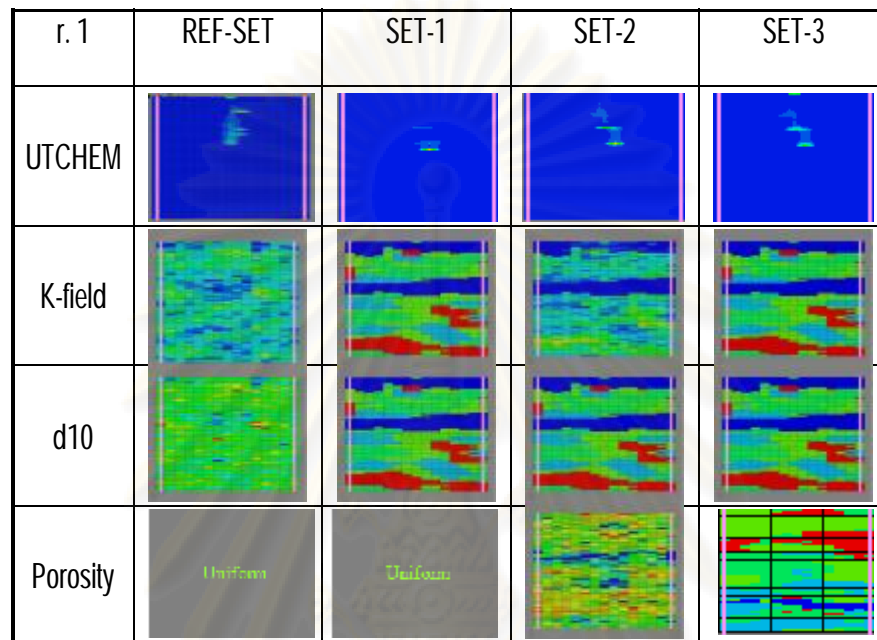 r. 1 REF-SET SET-1 SET-2 SET-3
UTCHEM
K-field
d10
Porosity Uniform Uniform